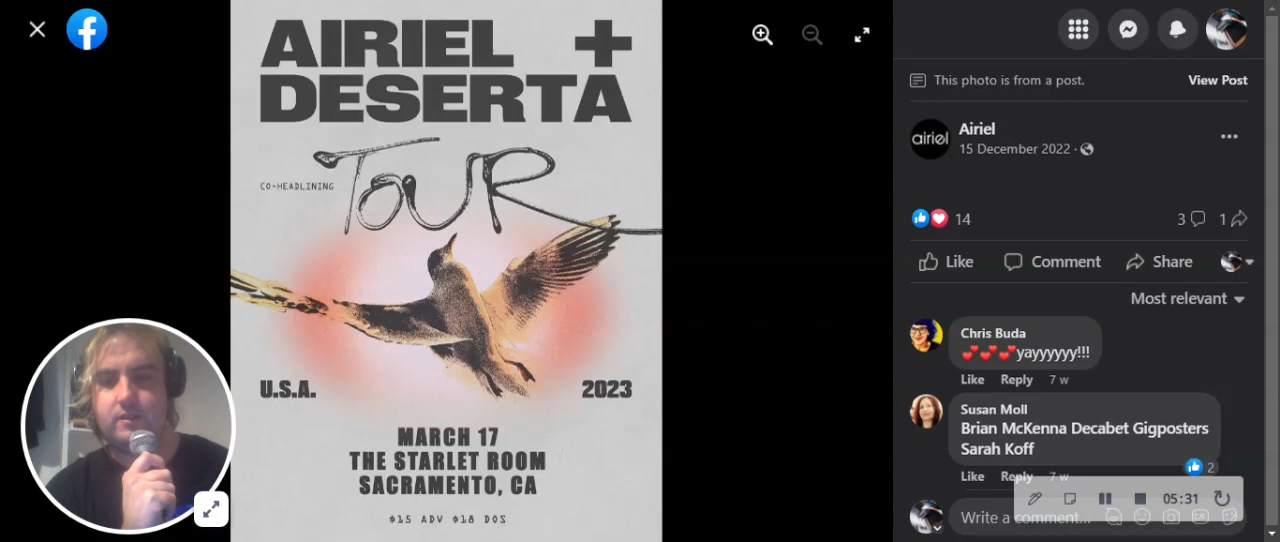 AIRIEL +
DESERTA
CO-HEADLINING
TOUR
U.S.A.
2023
MARCH 17
THE STARLET ROOM
SACRAMENTO, CA
$15 ADV $18 DOS
This photo is from a post.
View Post
airiel
Airiel
15 December 2022 ·
14
3
1
Like
Comment
Share
Most relevant
Chris Buda
💕💕💕yayyyyyy!!!
Like Reply 7 w
Susan Moll
Brian McKenna Decabet Gigposters
Sarah Koff
2
Like Reply 7 w
05:31
Write a comment...